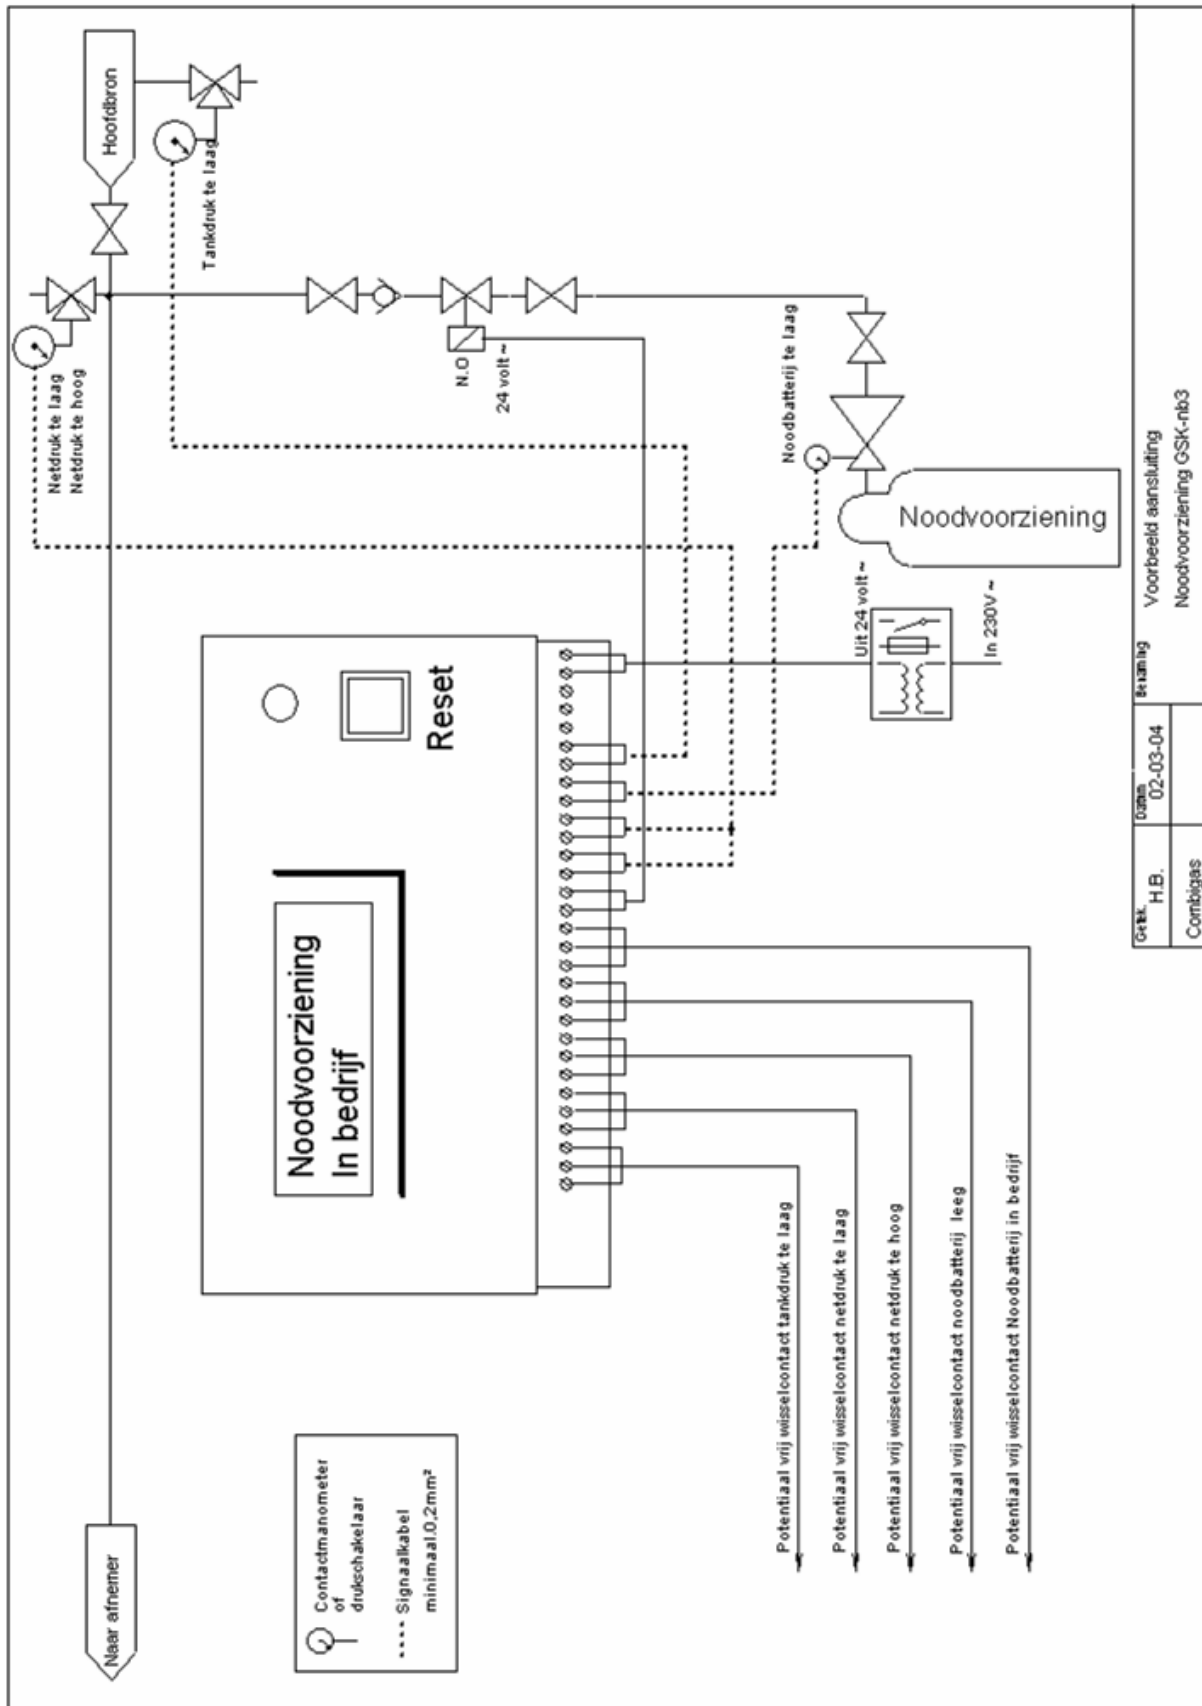 Naar afnemer
Hoofdbron
Netdruk te laag
Netdruk te hoog
Tankdruk te laag
N.O
24 volt ~
Noodbatterij te laag
Noodvoorziening
Noodvoorziening
In bedrijf
Reset
Uit 24 volt ~
In 230V ~
Contactmanometer
of
drukschakelaar
Signaalkabel
minimaal.0,2mm²
Potentiaal vrij wisselcontact tankdruk te laag
Potentiaal vrij wisselcontact netdruk te laag
Potentiaal vrij wisselcontact netdruk te hoog
Potentiaal vrij wisselcontact noodbatterij leeg
Potentiaal vrij wisselcontact Noodbatterij in bedrijf
Getek.
H.B.
Datum
02-03-04
Benaming
Voorbeeld aansluiting
Noodvoorziening GSK-nb3
Combigas